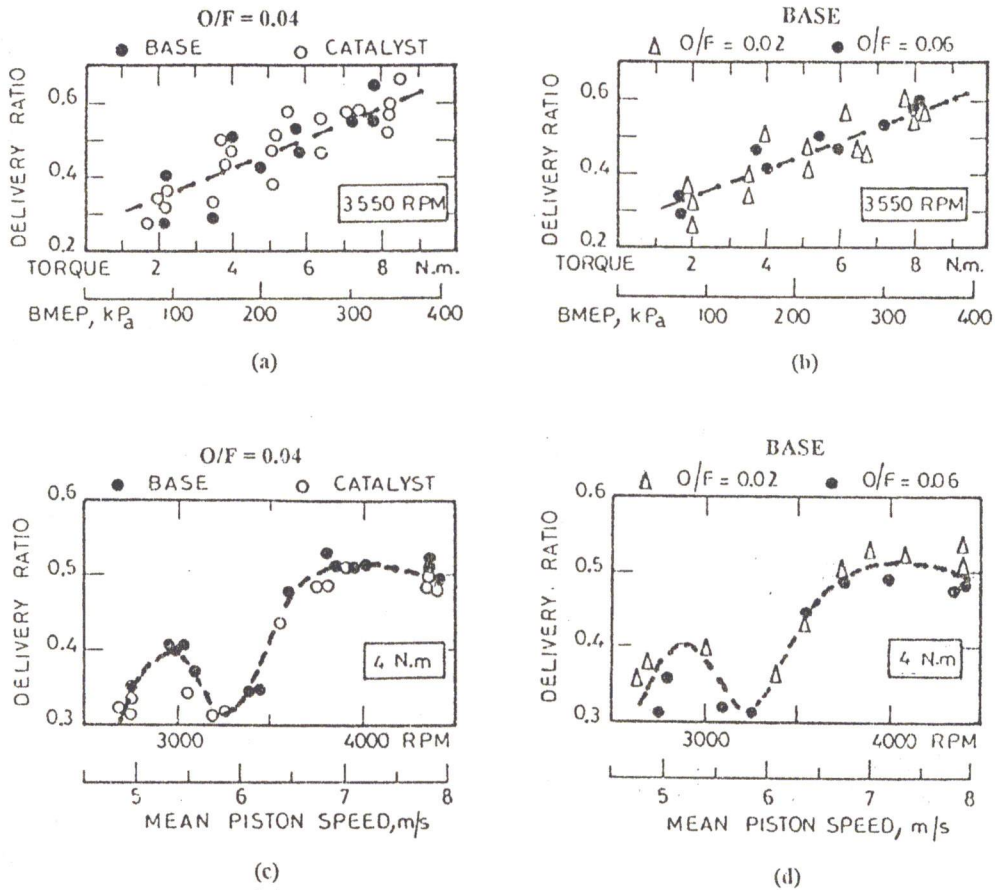 O/F = 0.04
● BASE ○ CATALYST
DELIVERY RATIO
0.6
0.4
0.2
3550 RPM
TORQUE 2 4 6 8 N.m.
BMEP, kPa 100 200 300 400
(a)
BASE
△ O/F = 0.02 ● O/F = 0.06
DELIVERY RATIO
0.6
0.4
0.2
3550 RPM
TORQUE 2 4 6 8 N.m.
BMEP, kPa 100 200 300 400
(b)
O/F = 0.04
● BASE ○ CATALYST
DELIVERY RATIO
0.6
0.5
0.4
0.3
4 N.m
3000 4000 RPM
5 6 7 8
MEAN PISTON SPEED,m/s
(c)
BASE
△ O/F = 0.02 ● O/F = 0.06
DELIVERY. RATIO
0.6
0.5
0.4
0.3
4 N.m
3000 4000 RPM
5 6 7 8
MEAN PISTON SPEED, m/s
(d)